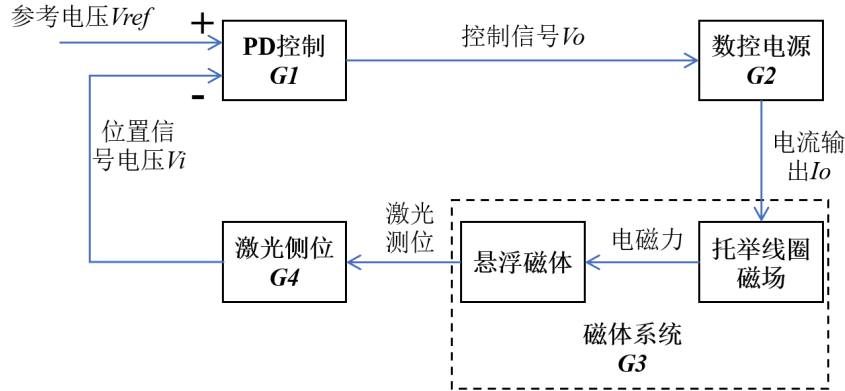 参考电压Vref
+
-
PD控制
G1
控制信号Vo
数控电源
G2
位置信
号电压Vi
电流输
出Io
激光侧位
G4
激光
测位
悬浮磁体
电磁力
托举线圈
磁场
磁体系统
G3